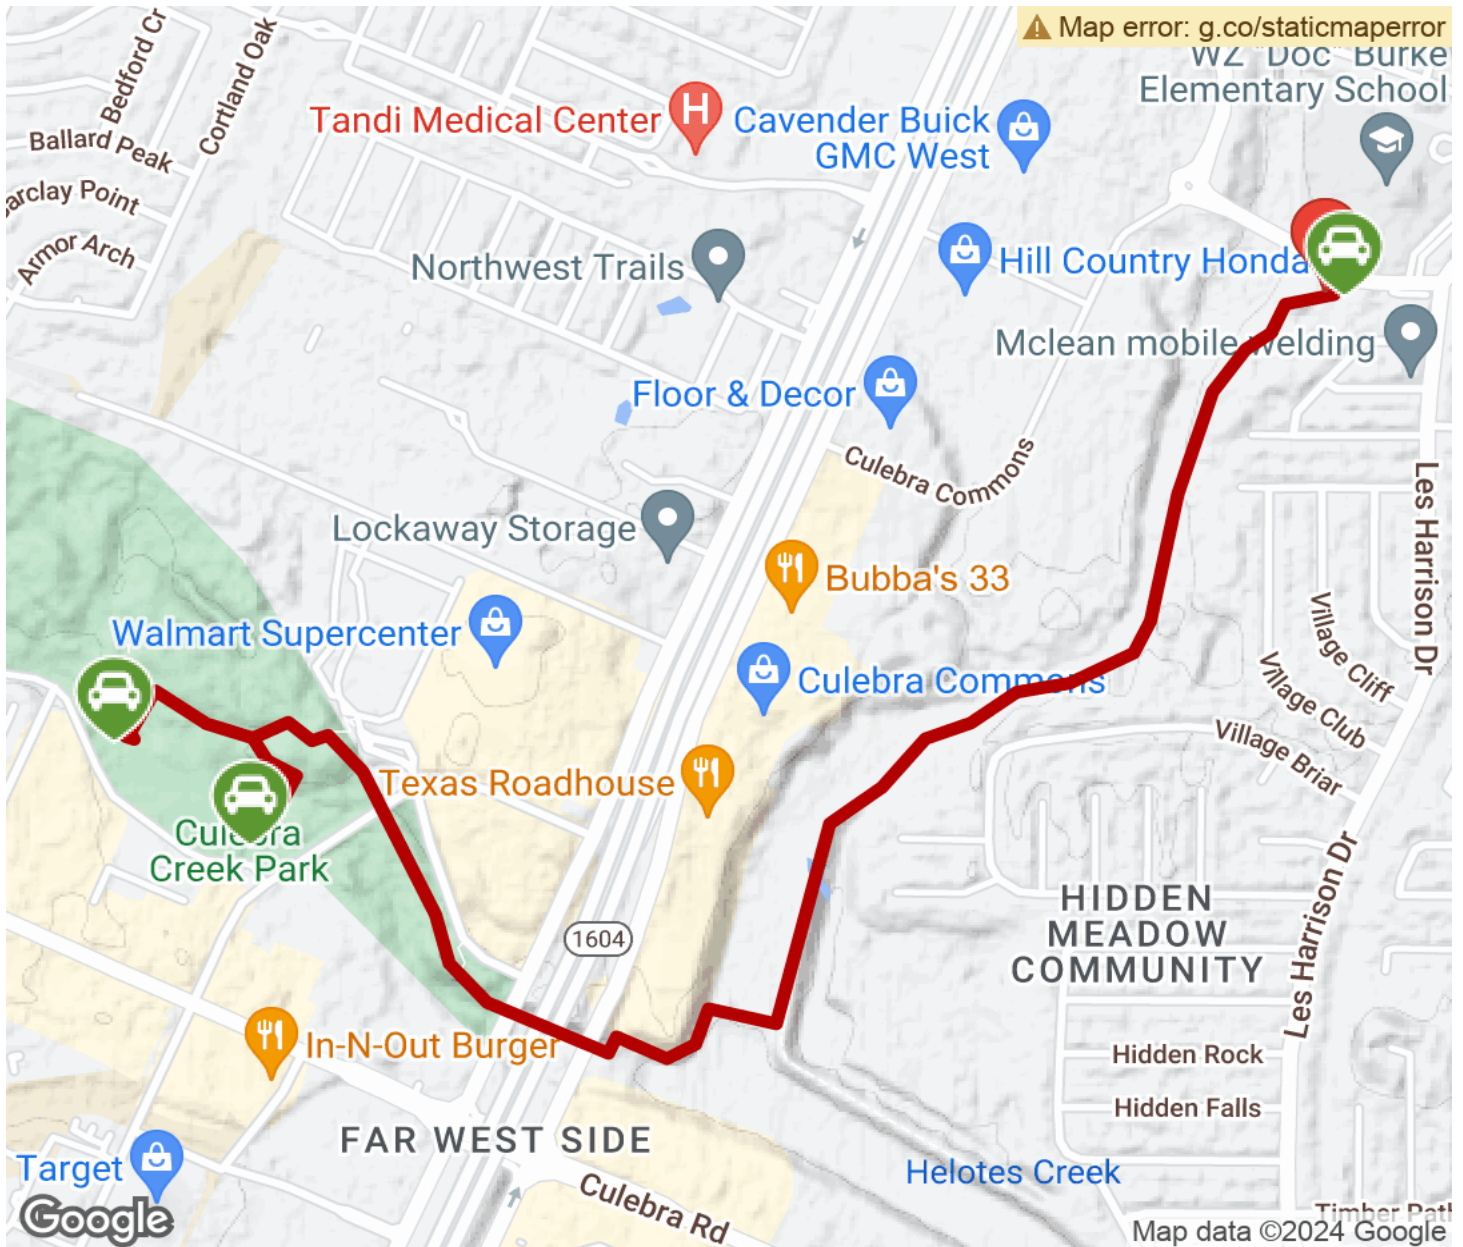 Map error: g.co/staticmaperror
WZ "Doc" Burke
Elementary School
Bedford Cr
Cortland Oak
Tandi Medical Center
H
Cavender Buick
GMC West
Ballard Peak
arclay Point
Armor Arch
Northwest Trails
Hill Country Honda
Mclean mobile welding
Floor & Decor
Culebra Commons
Les Harrison Dr
Lockaway Storage
Bubba's 33
Walmart Supercenter
Village Cliff
Village Club
Culebra Commons
Village Briar
Texas Roadhouse
Culebra
Creek Park
Les Harrison Dr
HIDDEN
MEADOW
COMMUNITY
1604
In-N-Out Burger
Hidden Rock
Hidden Falls
FAR WEST SIDE
Target
Helotes Creek
Culebra Rd
Timber Path
Google
Map data ©2024 Google